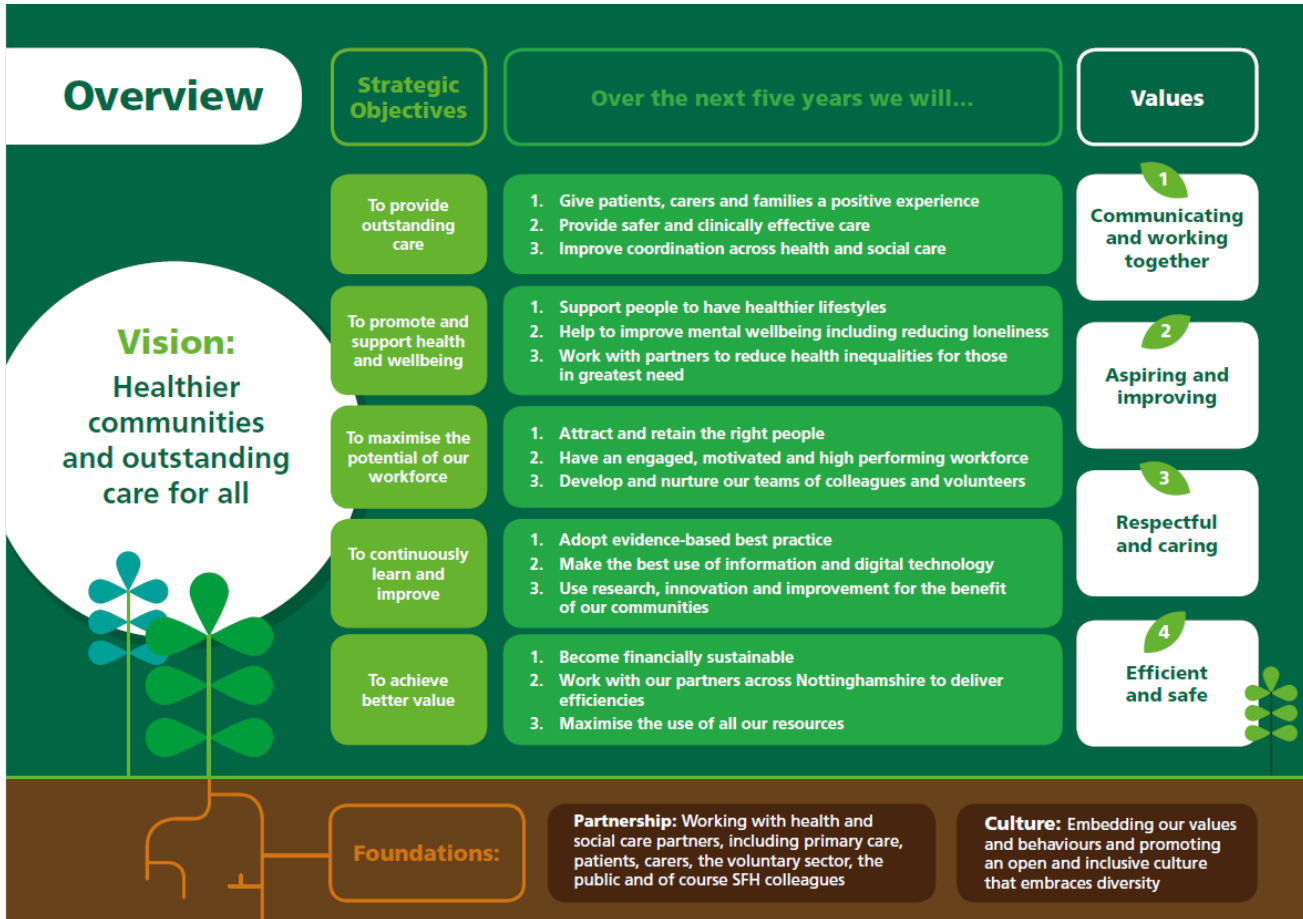 Overview
Strategic
Objectives
Over the next five years we will...
Values
Vision:
Healthier
communities
and outstanding
care for all
To provide
outstanding
care
1. Give patients, carers and families a positive experience
2. Provide safer and clinically effective care
3. Improve coordination across health and social care
To promote and
support health
and wellbeing
1. Support people to have healthier lifestyles
2. Help to improve mental wellbeing including reducing loneliness
3. Work with partners to reduce health inequalities for those
in greatest need
To maximise the
potential of our
workforce
1. Attract and retain the right people
2. Have an engaged, motivated and high performing workforce
3. Develop and nurture our teams of colleagues and volunteers
To continuously
learn and
improve
1. Adopt evidence-based best practice
2. Make the best use of information and digital technology
3. Use research, innovation and improvement for the benefit
of our communities
To achieve
better value
1. Become financially sustainable
2. Work with our partners across Nottinghamshire to deliver
efficiencies
3. Maximise the use of all our resources
1
Communicating
and working
together
2
Aspiring and
improving
3
Respectful
and caring
4
Efficient
and safe
Foundations:
Partnership: Working with health and
social care partners, including primary care,
patients, carers, the voluntary sector, the
public and of course SFH colleagues
Culture: Embedding our values
and behaviours and promoting
an open and inclusive culture
that embraces diversity